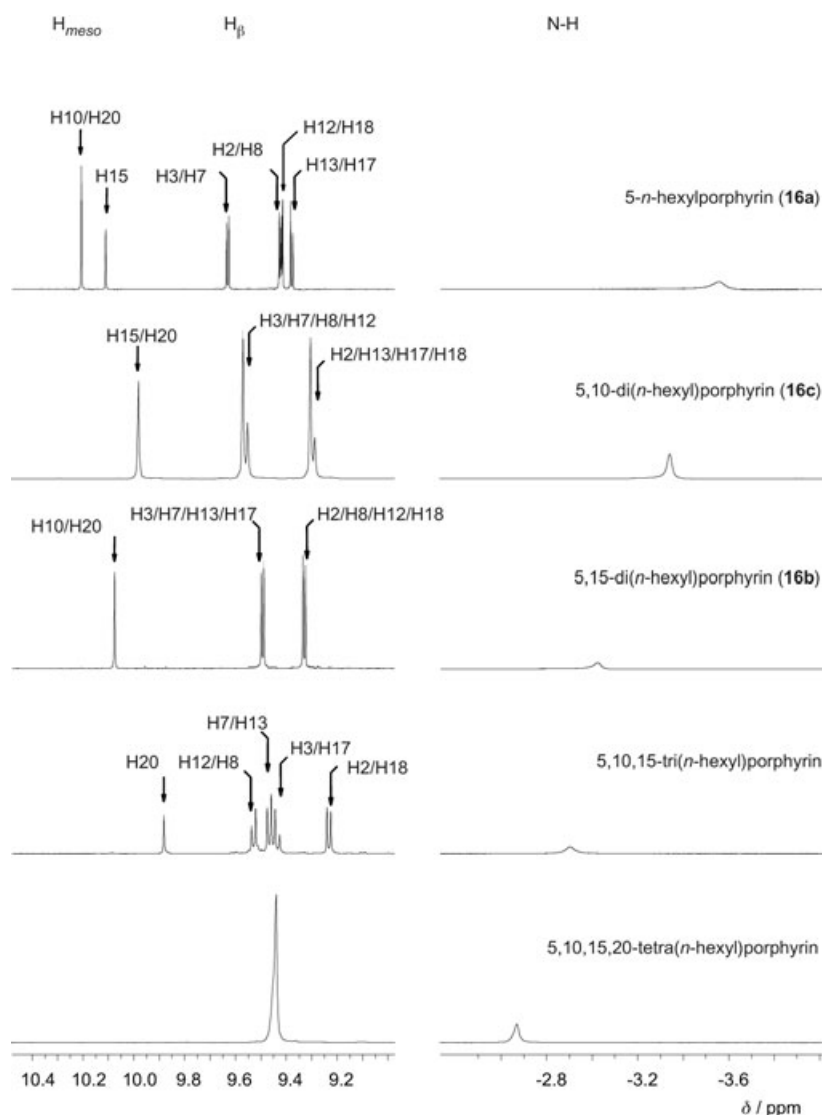 Hmeso Hβ N-H
H10/H20
H15
H3/H7
H2/H8
H12/H18
H13/H17
5-n-hexylporphyrin (16a)
H15/H20
H3/H7/H8/H12
H2/H13/H17/H18
5,10-di(n-hexyl)porphyrin (16c)
H10/H20
H3/H7/H13/H17
H2/H8/H12/H18
5,15-di(n-hexyl)porphyrin (16b)
H20
H12/H8
H7/H13
H3/H17
H2/H18
5,10,15-tri(n-hexyl)porphyrin
5,10,15,20-tetra(n-hexyl)porphyrin
10.4 10.2 10.0 9.8 9.6 9.4 9.2 -2.8 -3.2 -3.6
δ / ppm